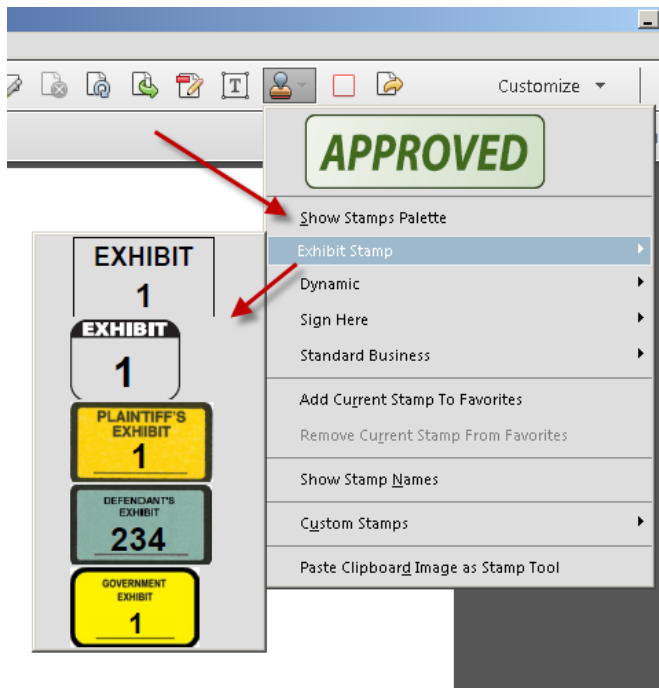 Customize
APPROVED
Show Stamps Palette
Exhibit Stamp
Dynamic
Sign Here
Standard Business
Add Current Stamp To Favorites
Remove Current Stamp From Favorites
Show Stamp Names
Custom Stamps
Paste Clipboard Image as Stamp Tool
EXHIBIT
1
EXHIBIT
1
PLAINTIFF'S
EXHIBIT
1
DEFENDANT'S
EXHIBIT
234
GOVERNMENT
EXHIBIT
1